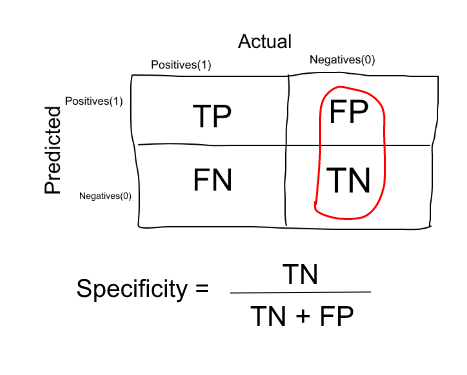 Actual
Positives(1) Negatives(0)
Predicted
Positives(1) TP FP
Negatives(0) FN TN
Specificity = TN
TN + FP